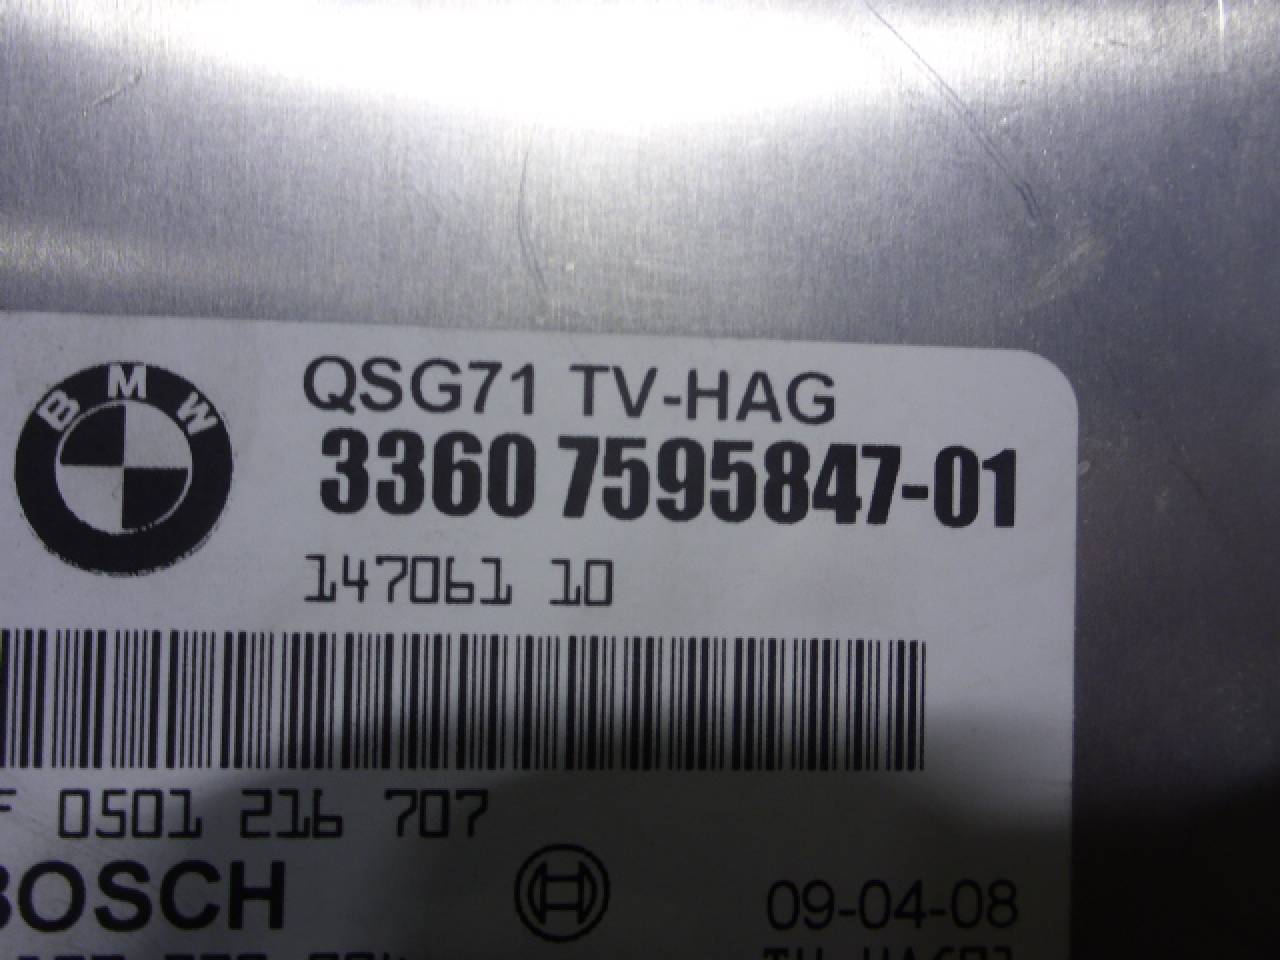 BMW
QSG71 TV-HAG
3360 7595847-01
147061 10
F 0501 216 707
BOSCH
09-04-08